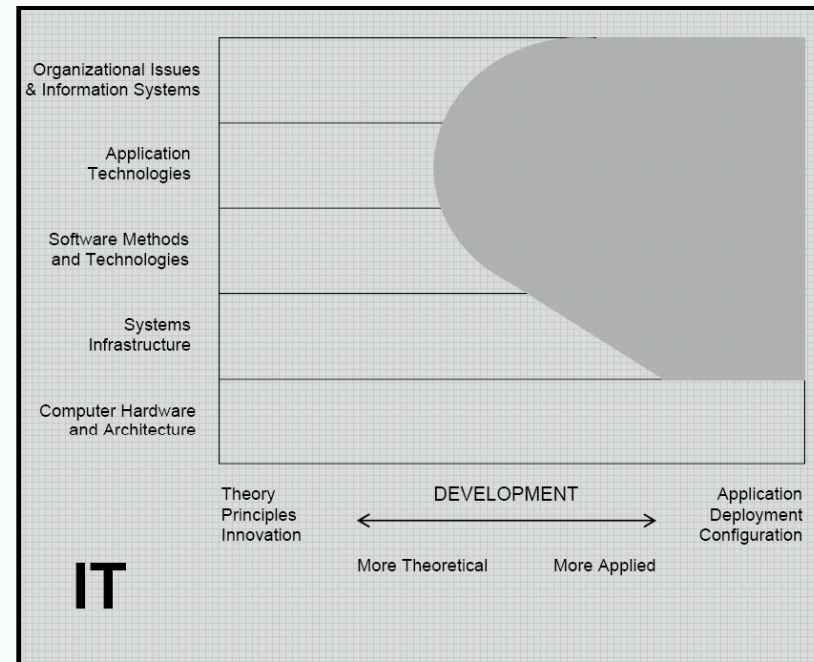 Organizational Issues
& Information Systems
Application
Technologies
Software Methods
and Technologies
Systems
Infrastructure
Computer Hardware
and Architecture
Theory
Principles
Innovation
DEVELOPMENT
Application
Deployment
Configuration
More Theoretical
More Applied
IT